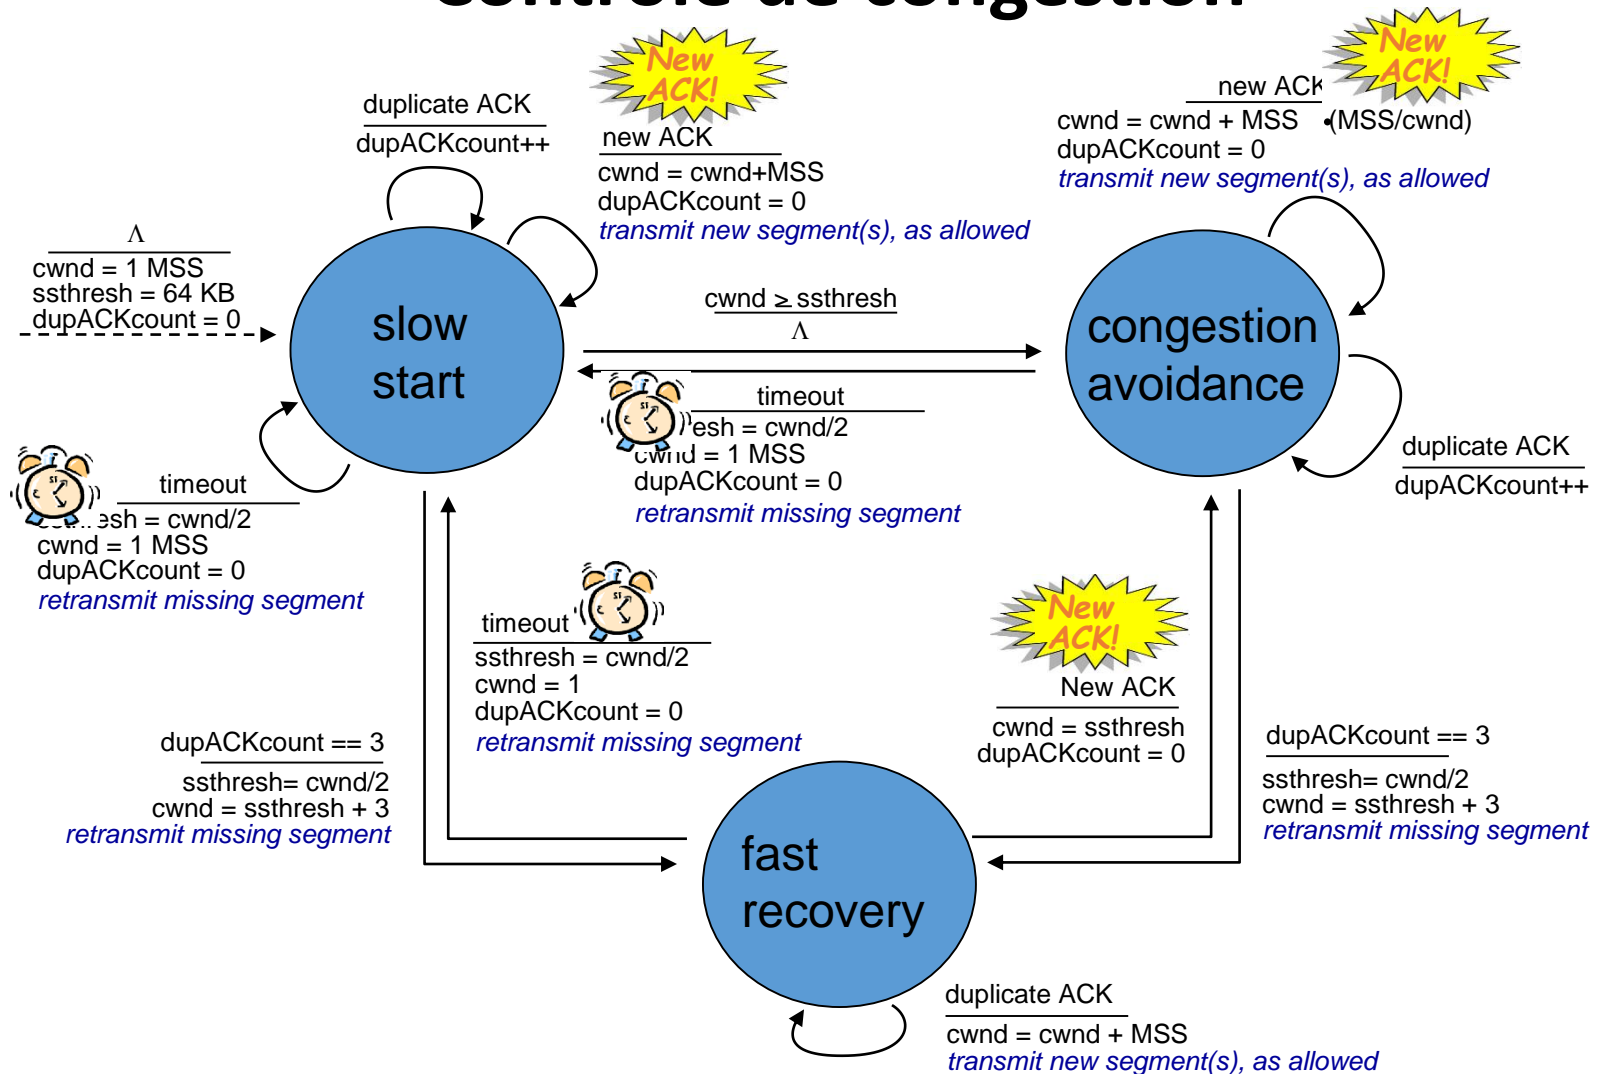 Contrôle de congestion
New
ACK!
New
ACK!
duplicate ACK
dupACKcount++
new ACK
cwnd = cwnd+MSS
dupACKcount = 0
transmit new segment(s), as allowed
new ACK
cwnd = cwnd + MSS •(MSS/cwnd)
dupACKcount = 0
transmit new segment(s), as allowed
Λ
cwnd = 1 MSS
ssthresh = 64 KB
dupACKcount = 0
slow
start
cwnd ≥ ssthresh
Λ
congestion
avoidance
timeout
esh = cwnd/2
cwnd = 1 MSS
dupACKcount = 0
retransmit missing segment
duplicate ACK
dupACKcount++
timeout
esh = cwnd/2
cwnd = 1 MSS
dupACKcount = 0
retransmit missing segment
timeout
ssthresh = cwnd/2
cwnd = 1
dupACKcount = 0
retransmit missing segment
New
ACK!
New ACK
cwnd = ssthresh
dupACKcount = 0
dupACKcount == 3
ssthresh= cwnd/2
cwnd = ssthresh + 3
retransmit missing segment
dupACKcount == 3
ssthresh= cwnd/2
cwnd = ssthresh + 3
retransmit missing segment
fast
recovery
duplicate ACK
cwnd = cwnd + MSS
transmit new segment(s), as allowed